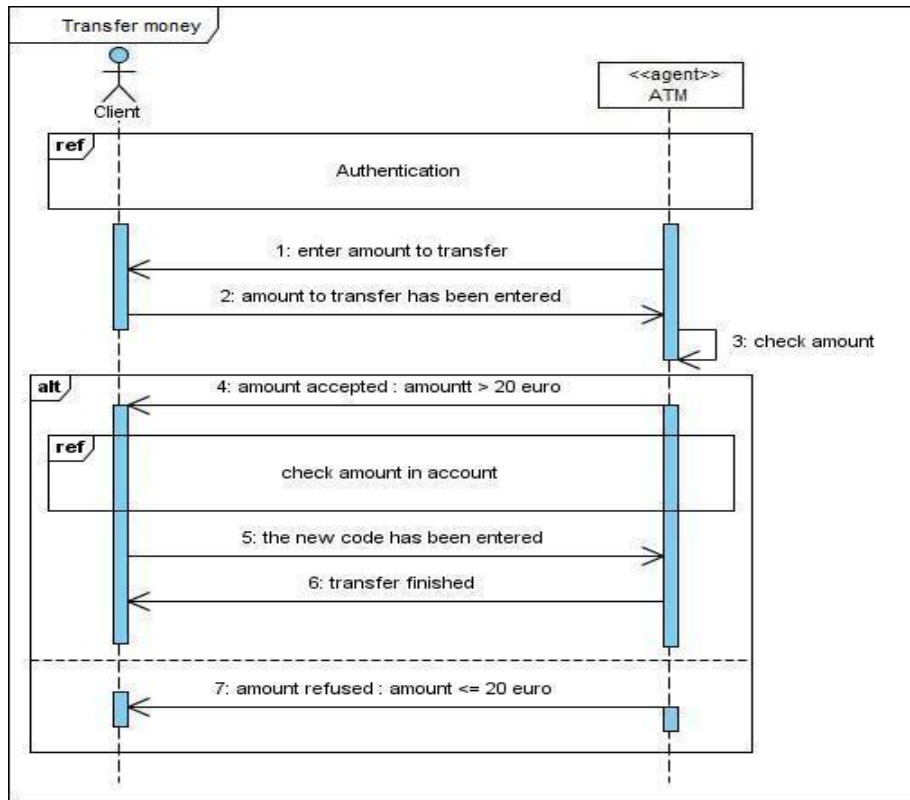 Transfer money
<<agent>>
ATM
Client
ref
Authentication
1: enter amount to transfer
2: amount to transfer has been entered
3: check amount
alt
4: amount accepted : amountt > 20 euro
ref
check amount in account
5: the new code has been entered
6: transfer finished
7: amount refused : amount <= 20 euro